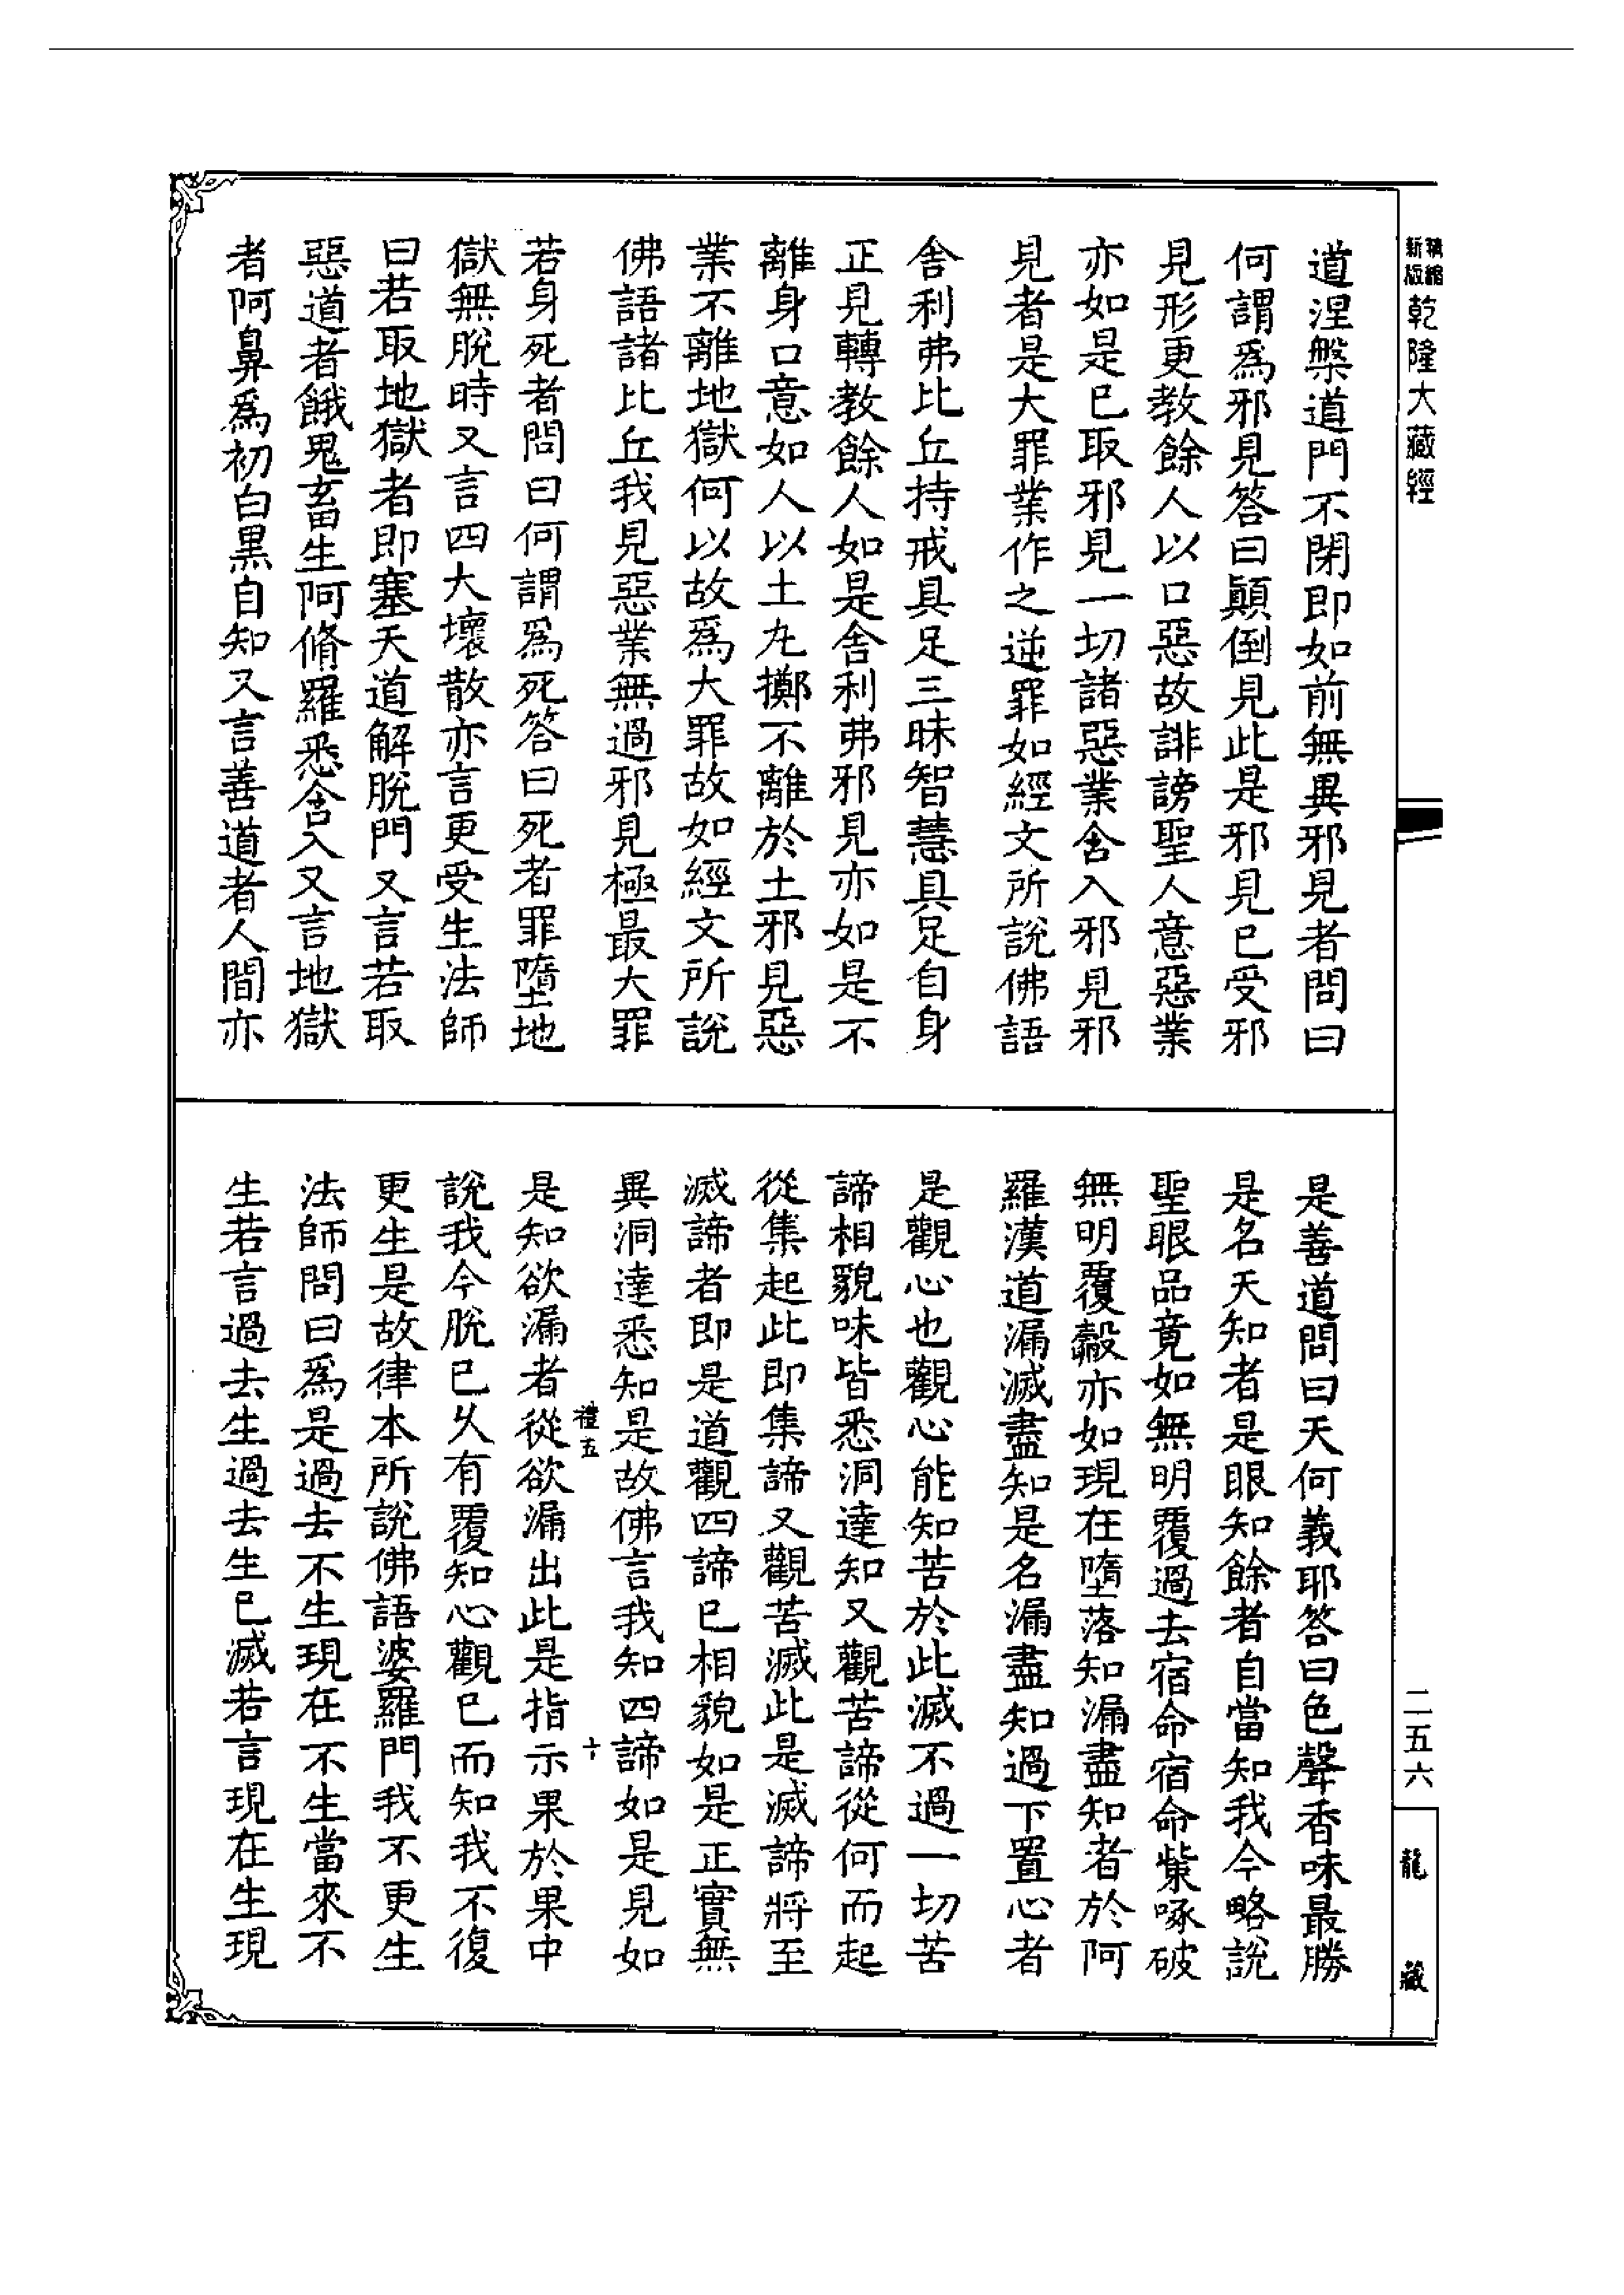 精縮
新版
乾隆大藏經
道涅槃道門不閉即如前無異邪見者問曰
何謂爲邪見答曰顛倒見此是邪見已受邪
見形更教餘人以口惡故誹謗聖人意惡業
亦如是已取邪見一切諸惡業含入邪見邪
見者是大罪業作之逆罪如經文所說佛語
舍利弗比丘持戒具足三昧智慧具足自身
正見轉教餘人如是舍利弗邪見亦如是不
離身口意如人以土丸擲不離於土邪見惡
業不離地獄何以故爲大罪故如經文所說
佛語諸比丘我見惡業無過邪見極最大罪
若身死者問曰何謂爲死答曰死者罪墮地
獄無脫時又言四大壞散亦言更受生法師
曰若取地獄者即塞天道解脫門又言若取
惡道者餓鬼畜生阿脩羅悉含入又言地獄
者阿鼻爲初白黑自知又言善道者人間亦
是善道問曰天何義耶答曰色聲香味最勝
是名天知者是眼知餘者自當知我今略說
聖眼品竟如無明覆過去宿命宿命觜啄破
無明覆㲉亦如現在墮落知漏盡知者於阿
羅漢道漏滅盡知是名漏盡知過下置心者
是觀心也觀心能知苦於此滅不過一切苦
諦相貌味皆悉洞達知又觀苦諦從何而起
從集起此即集諦又觀苦滅此是滅諦將至
滅諦者即是道觀四諦已相貌如是正實無
異洞達悉知是故佛言我知四諦如是見如
禮五
十
是知欲漏者從欲漏出此是指示果於果中
說我今脫已久有覆知心觀已而知我不復
更生是故律本所說佛語婆羅門我不更生
法師問曰爲是過去不生現在不生當來不
生若言過去生過去生已滅若言現在生現
二五六
龍
藏